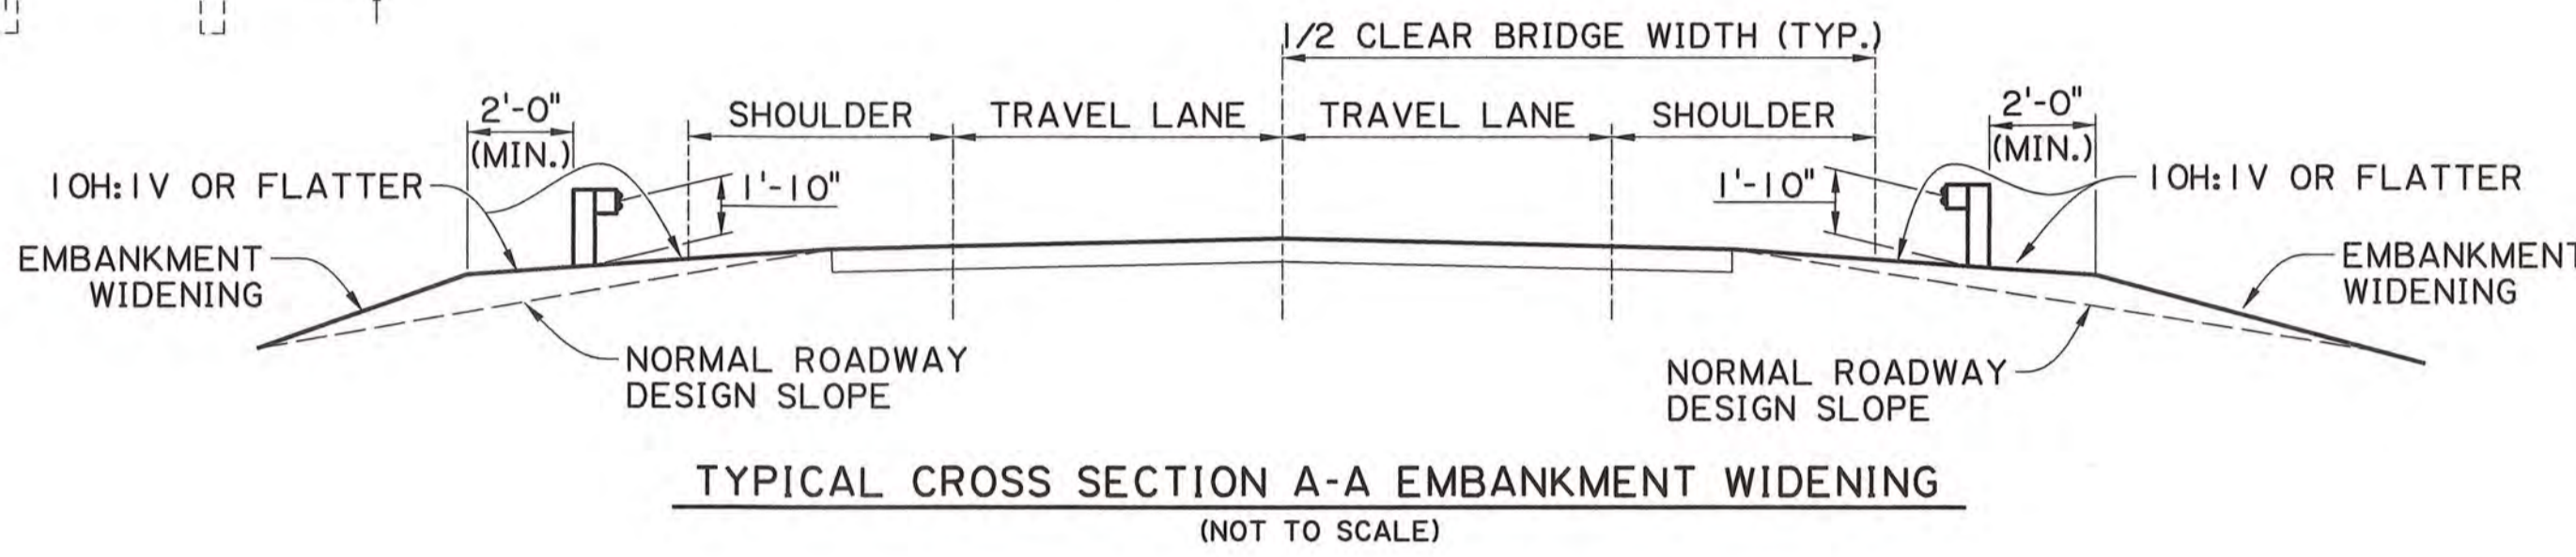 1/2 CLEAR BRIDGE WIDTH (TYP.)
2'-0"
(MIN.)
SHOULDER
TRAVEL LANE
TRAVEL LANE
SHOULDER
2'-0"
(MIN.)
10H:1V OR FLATTER
1'-10"
1'-10"
10H:1V OR FLATTER
EMBANKMENT
WIDENING
EMBANKMENT
WIDENING
NORMAL ROADWAY
DESIGN SLOPE
NORMAL ROADWAY
DESIGN SLOPE
TYPICAL CROSS SECTION A-A EMBANKMENT WIDENING
(NOT TO SCALE)